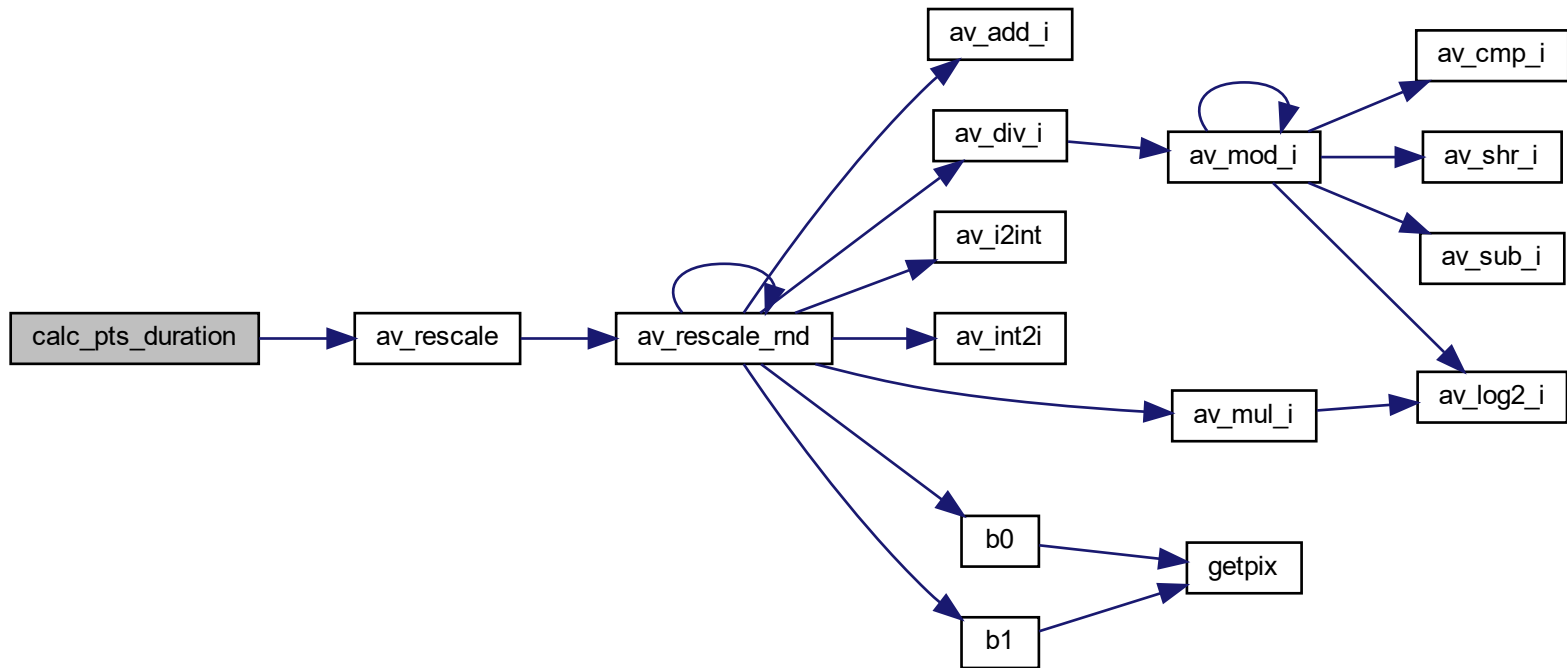 calc_pts_duration
av_rescale
av_rescale_rnd
av_add_i
av_div_i
av_i2int
av_int2i
av_mul_i
b0
b1
av_mod_i
getpix
av_cmp_i
av_shr_i
av_sub_i
av_log2_i